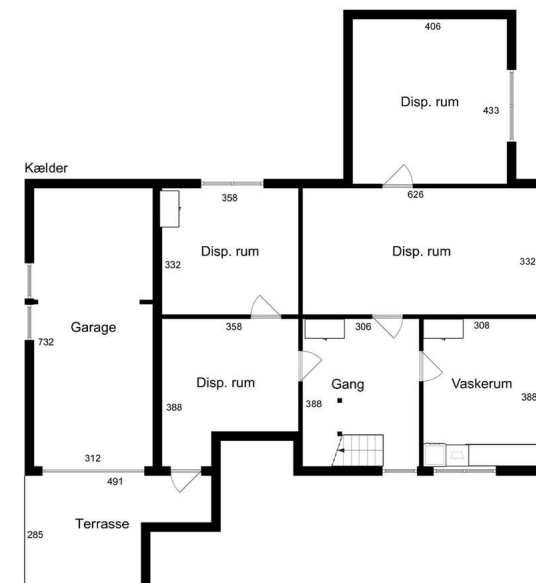 406
Disp. rum
433
Kælder
358
626
Disp. rum
Disp. rum
332
332
358
306
308
Garage
732
Disp. rum
Gang
Vaskerum
388
388
388
312
491
Terrasse
285